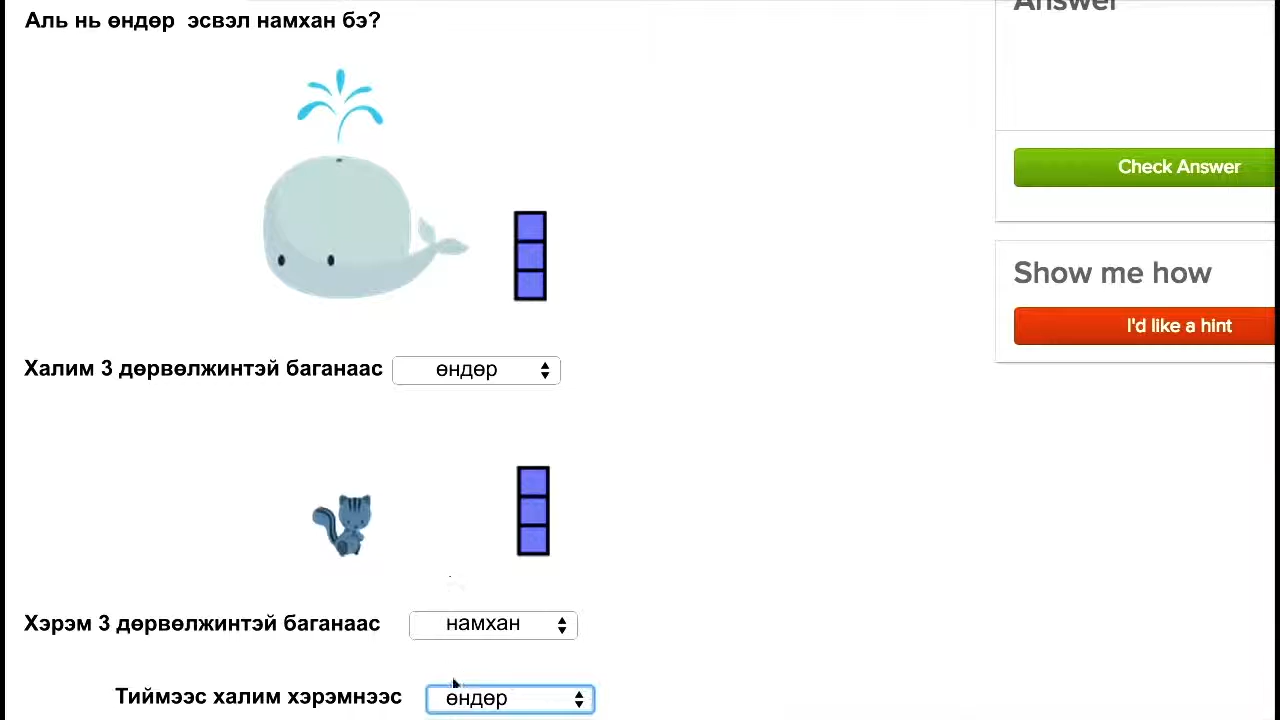 Аль нь өндөр эсвэл намхан бэ?
Answer
Check Answer
Show me how
I'd like a hint
Халим 3 дөрвөлжинтэй баганаас өндөр
Хэрэм 3 дөрвөлжинтэй баганаас намхан
Тиймээс халим хэрэмнээс өндөр